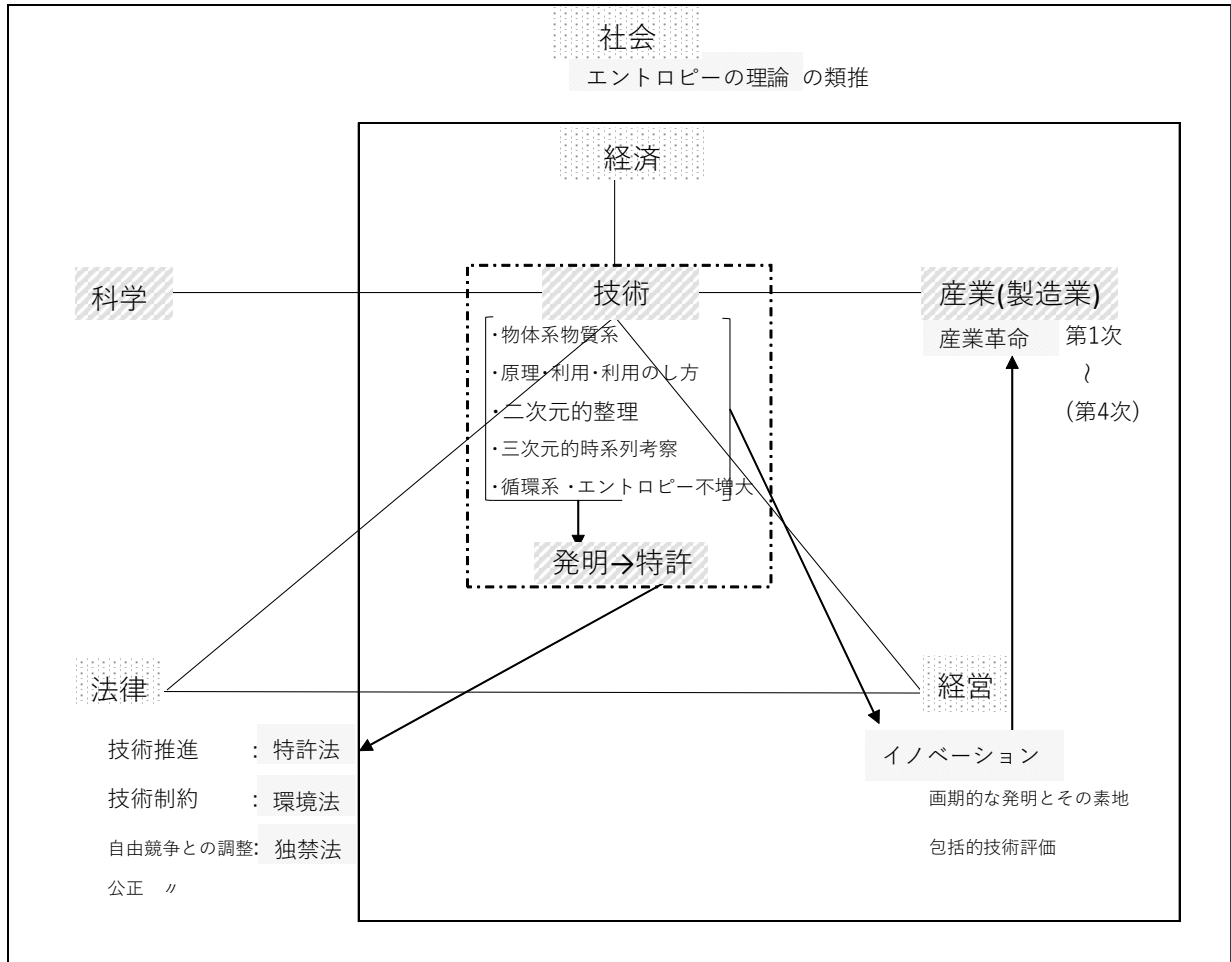 社会
エントロピーの理論 の類推
経済
科学
技術
産業(製造業)
・物体系物質系
・原理・利用・利用のし方
・二次元的整理
・三次元的時系列考察
・循環系・エントロピー不増大
産業革命 第1次
~
(第4次)
発明→特許
法律
経営
技術推進 : 特許法
技術制約 : 環境法
自由競争との調整: 独禁法
公正 〃
イノベーション
画期的な発明とその素地
包括的技術評価